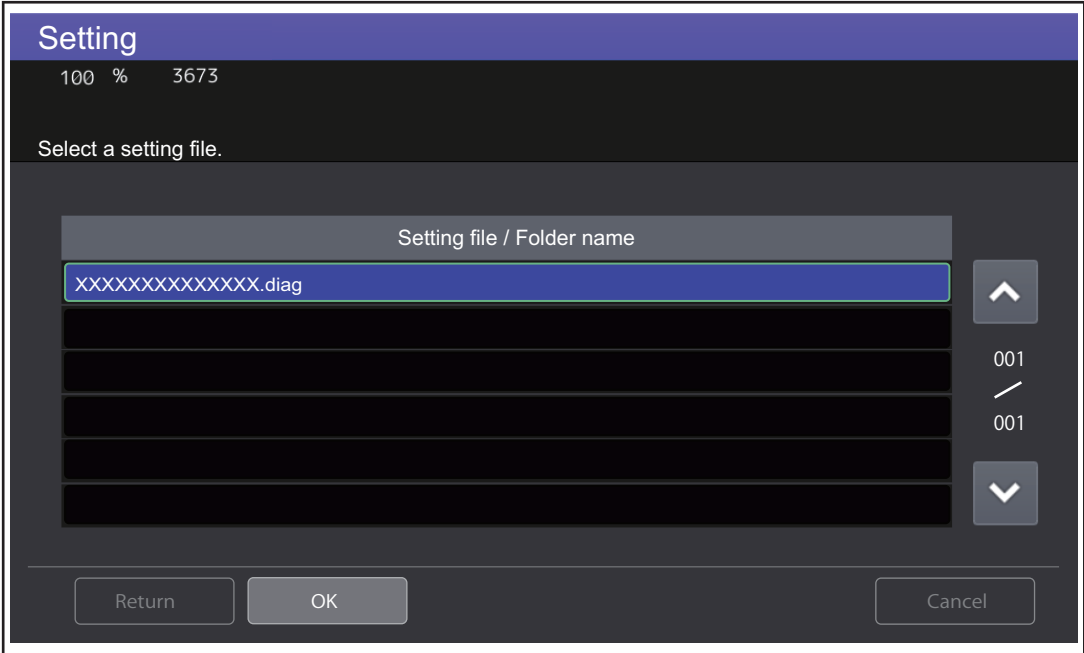 Setting
100 % 3673
Select a setting file.
Setting file / Folder name
XXXXXXXXXXXXXX.diag
001
/
001
Return OK Cancel